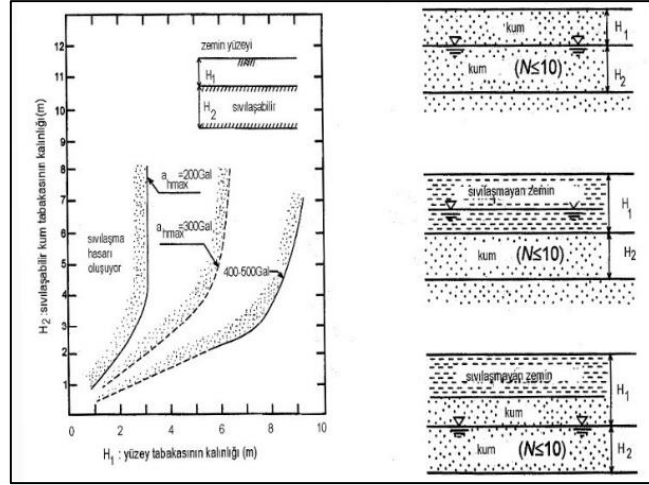 12
11
10
9
8
7
6
5
4
3
2
1
H₂ :sıvılaşabilir kum tabakasının kalınlığı (m)
zemin yüzeyi
H₁
H₂ sıvılaşabilir
a hmax =200Gal
a hmax =300Gal
400-500Gal
sıvılaşma
hasarı
oluşuyor
0 2 4 6 8 10
H₁ : yüzey tabakasının kalınlığı (m)
kum
H₁
kum (N≤10)
H₂
sıvılaşmayan zemin
H₁
kum (N≤10)
H₂
sıvılaşmayan zemin
H₁
kum
kum (N≤10)
H₂